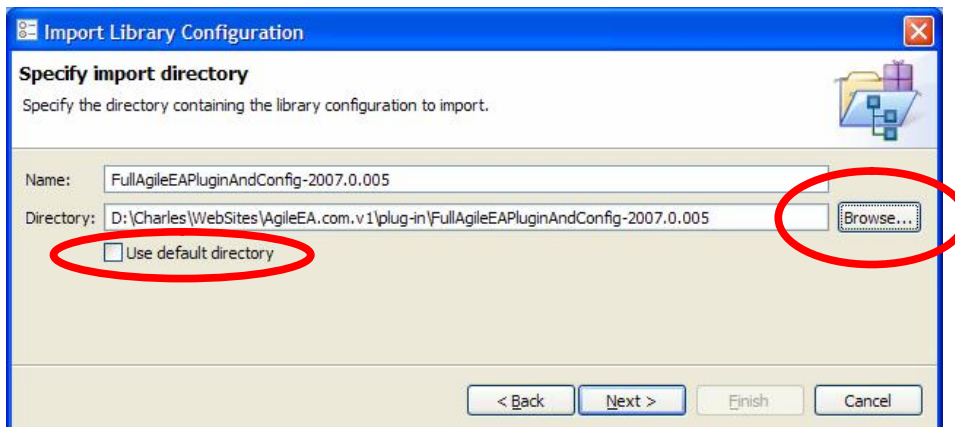 Import Library Configuration
Specify import directory
Specify the directory containing the library configuration to import.
Name: FullAgileEAPluginAndConfig-2007.0.005
Directory: D:\Charles\WebSites\AgileEA.com.v1\plug-in\FullAgileEAPluginAndConfig-2007.0.005 Browse...
Use default directory
< Back Next > Finish Cancel